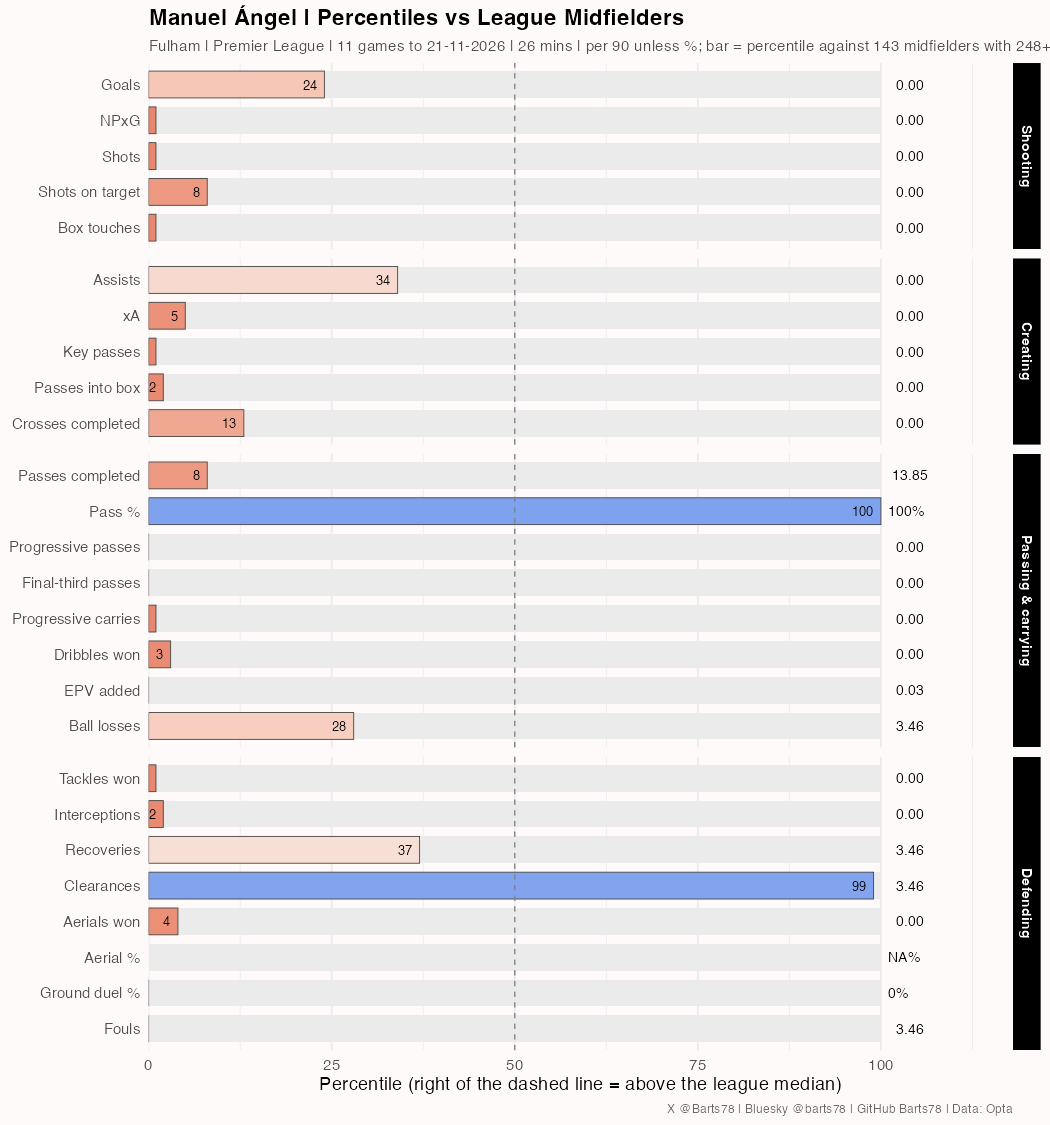 Manuel Ángel | Percentiles vs League Midfielders
Fulham | Premier League | 11 games to 21-11-2026 | 26 mins | per 90 unless %; bar = percentile against 143 midfielders with 248+
Goals 24 0.00
NPxG 0.00
Shots 0.00
Shots on target 8 0.00
Box touches 0.00
Shooting
Assists 34 0.00
xA 5 0.00
Key passes 0.00
Passes into box 2 0.00
Crosses completed 13 0.00
Creating
Passes completed 8 13.85
Pass % 100 100%
Progressive passes 0.00
Final-third passes 0.00
Progressive carries 0.00
Dribbles won 3 0.00
EPV added 0.03
Ball losses 28 3.46
Passing & carrying
Tackles won 0.00
Interceptions 2 0.00
Recoveries 37 3.46
Clearances 99 3.46
Aerials won 4 0.00
Aerial % NA%
Ground duel % 0%
Fouls 3.46
Defending
0 25 50 75 100
Percentile (right of the dashed line = above the league median)
X @Barts78 | Bluesky @barts78 | GitHub Barts78 | Data: Opta